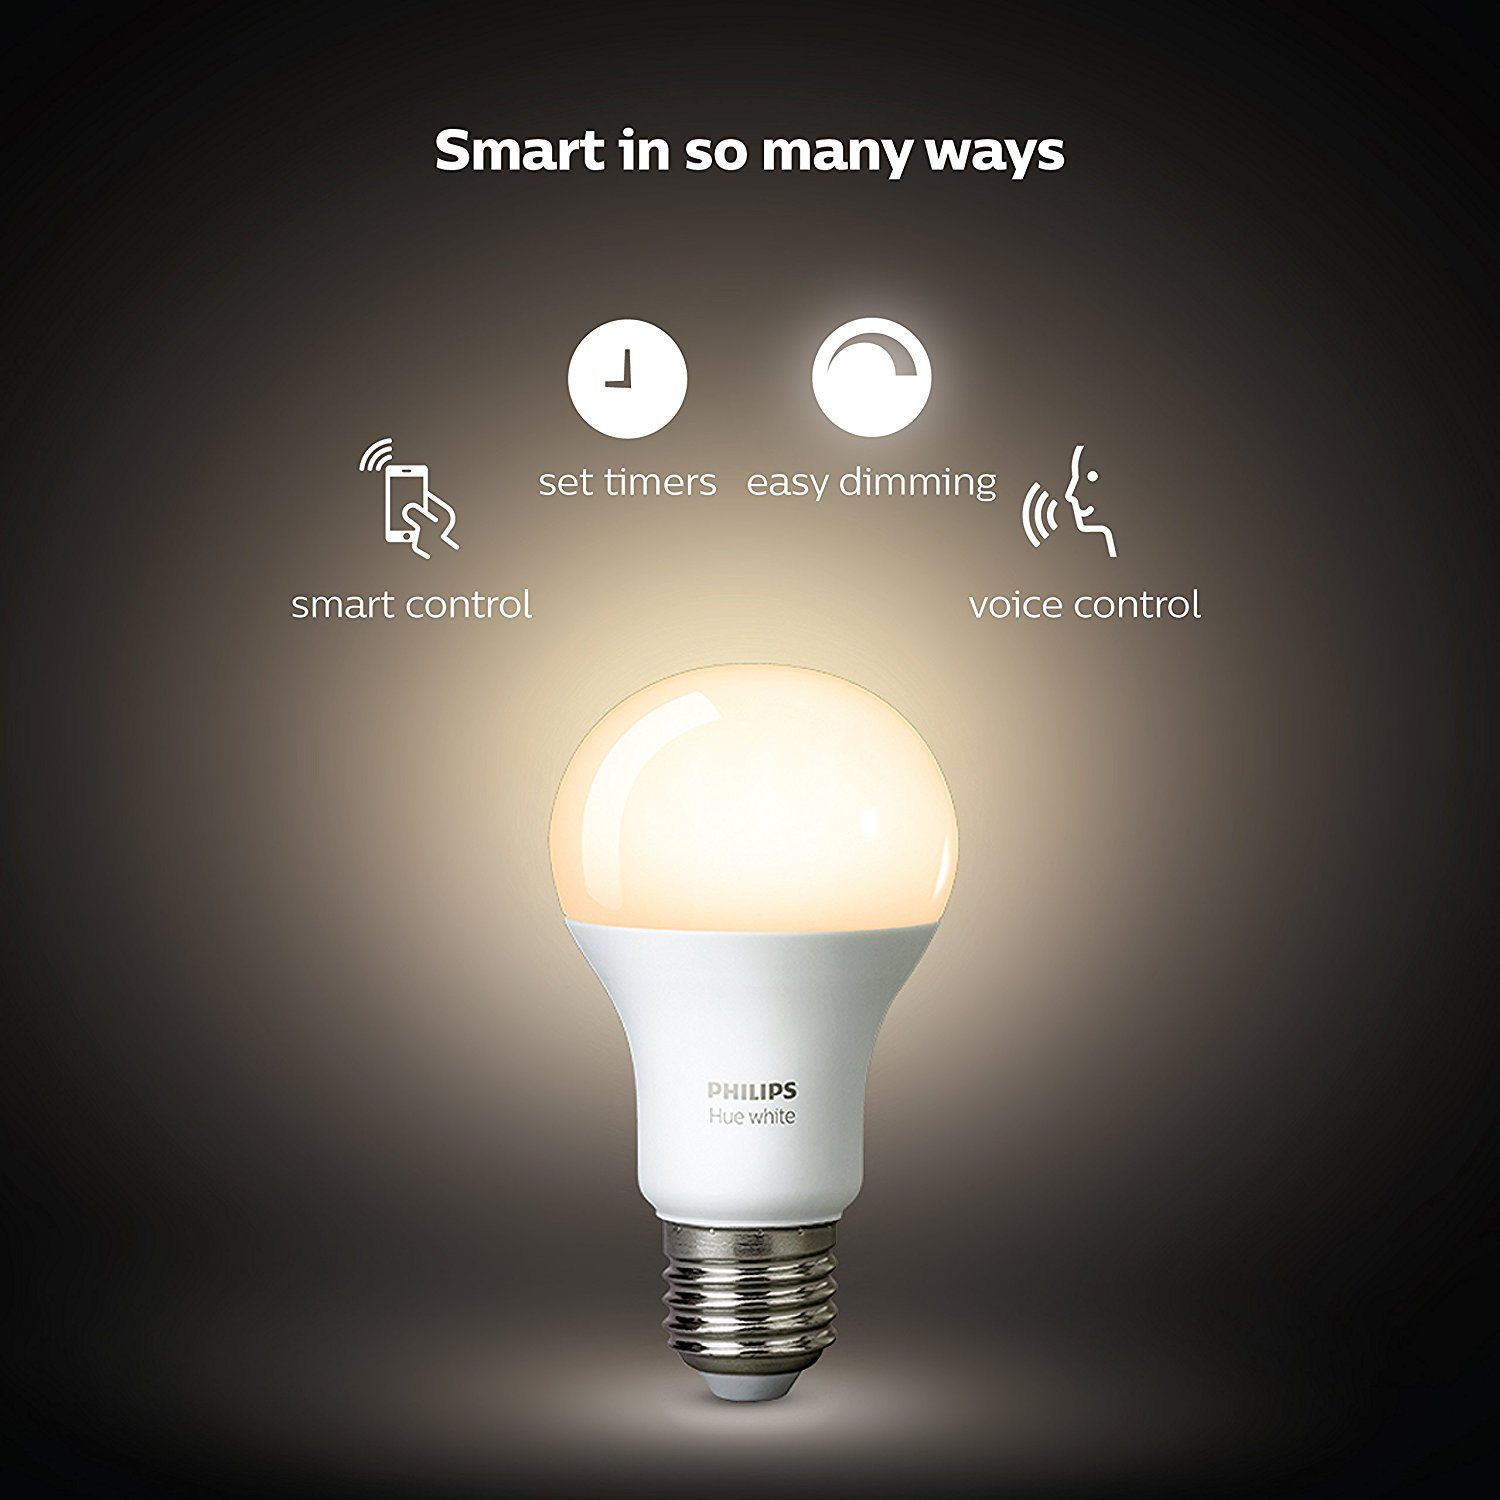 Smart in so many ways
set timers
easy dimming
smart control
voice control
PHILIPS
Hue white